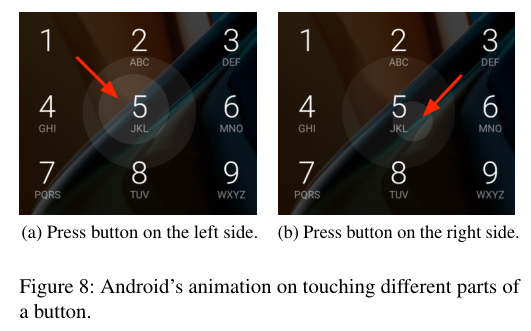 1 2 3
ABC DEF
4 5 6
GHI JKL MNO
7 8 9
PQRS TUV WXYZ
1 2 3
ABC DEF
4 5 6
GHI JKL MNO
7 8 9
PQRS TUV WXYZ
(a) Press button on the left side.
(b) Press button on the right side.
Figure 8: Android's animation on touching different parts of
a button.